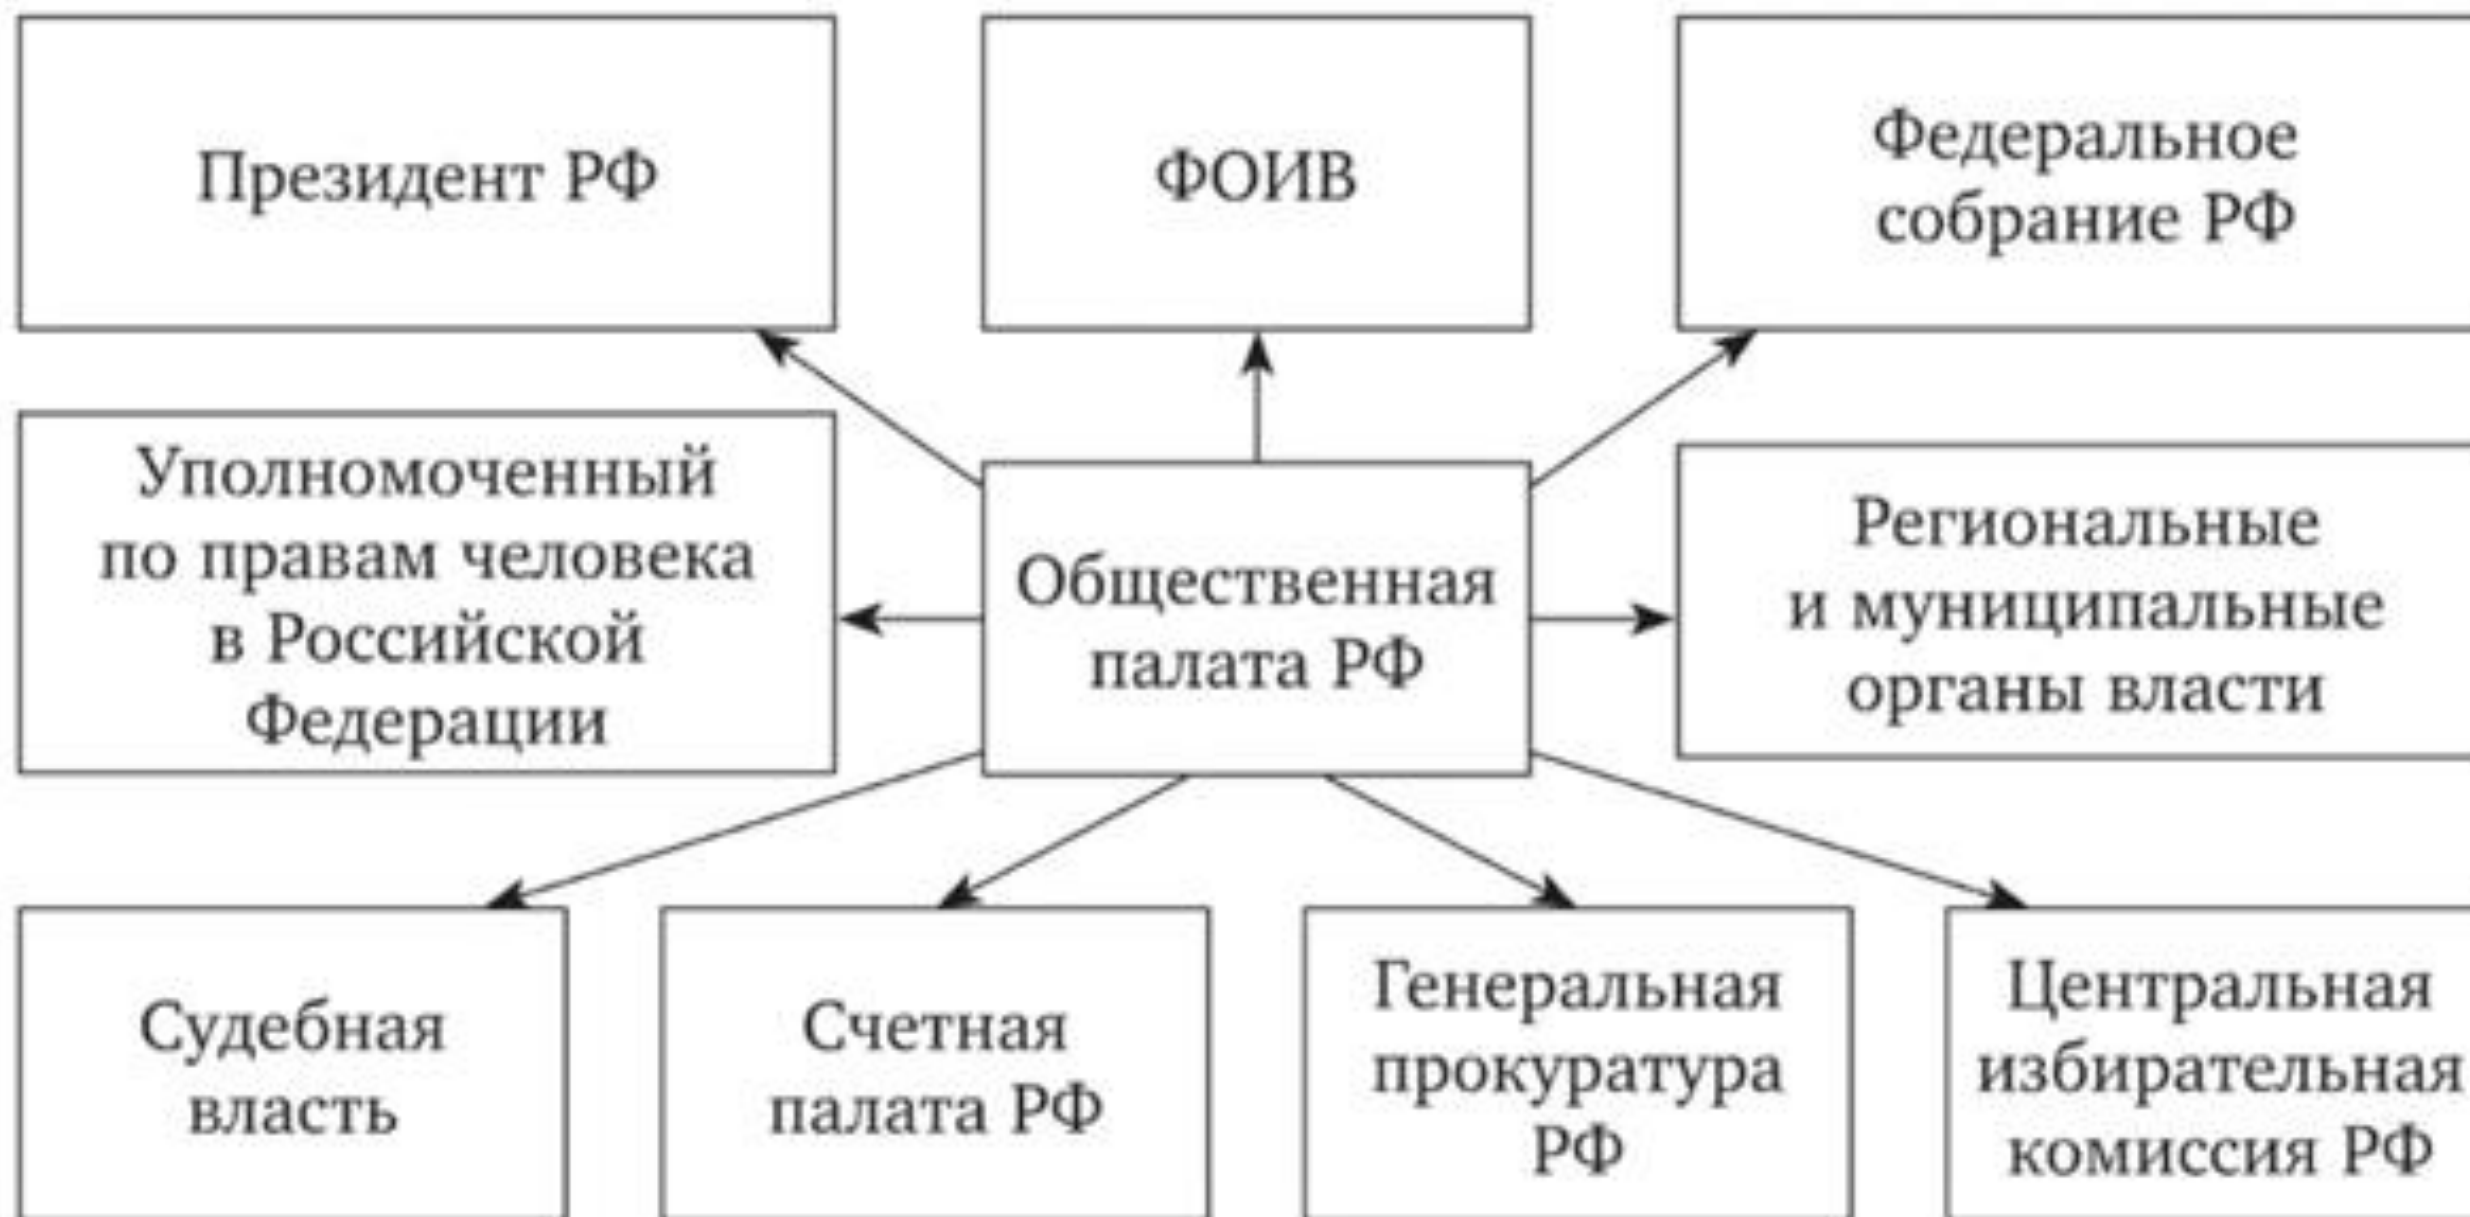 Президент РФ
ФОИВ
Федеральное
собрание РФ
Уполномоченный
по правам человека
в Российской
Федерации
Общественная
палата РФ
Региональные
и муниципальные
органы власти
Судебная
власть
Счетная
палата РФ
Генеральная
прокуратура
РФ
Центральная
избирательная
комиссия РФ